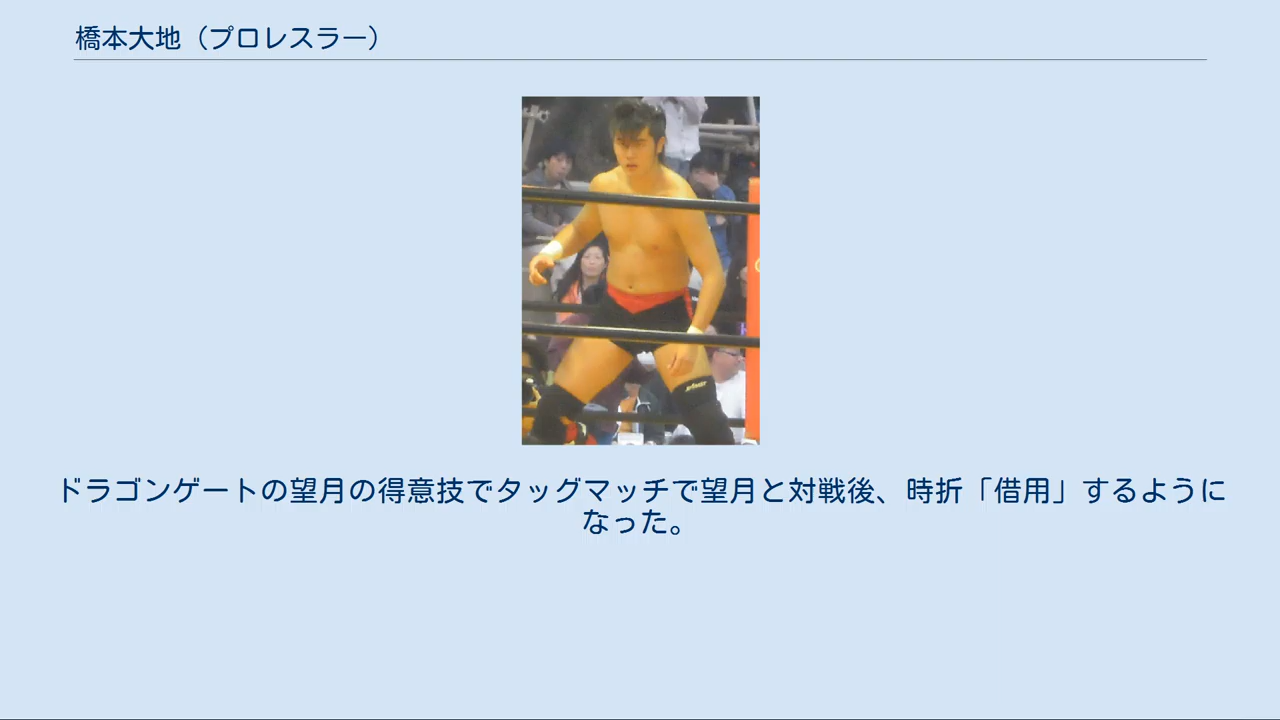 橋本大地（プロレスラー）
ドラゴンゲートの望月の得意技でタッグマッチで望月と対戦後、時折「借用」するように
なった。